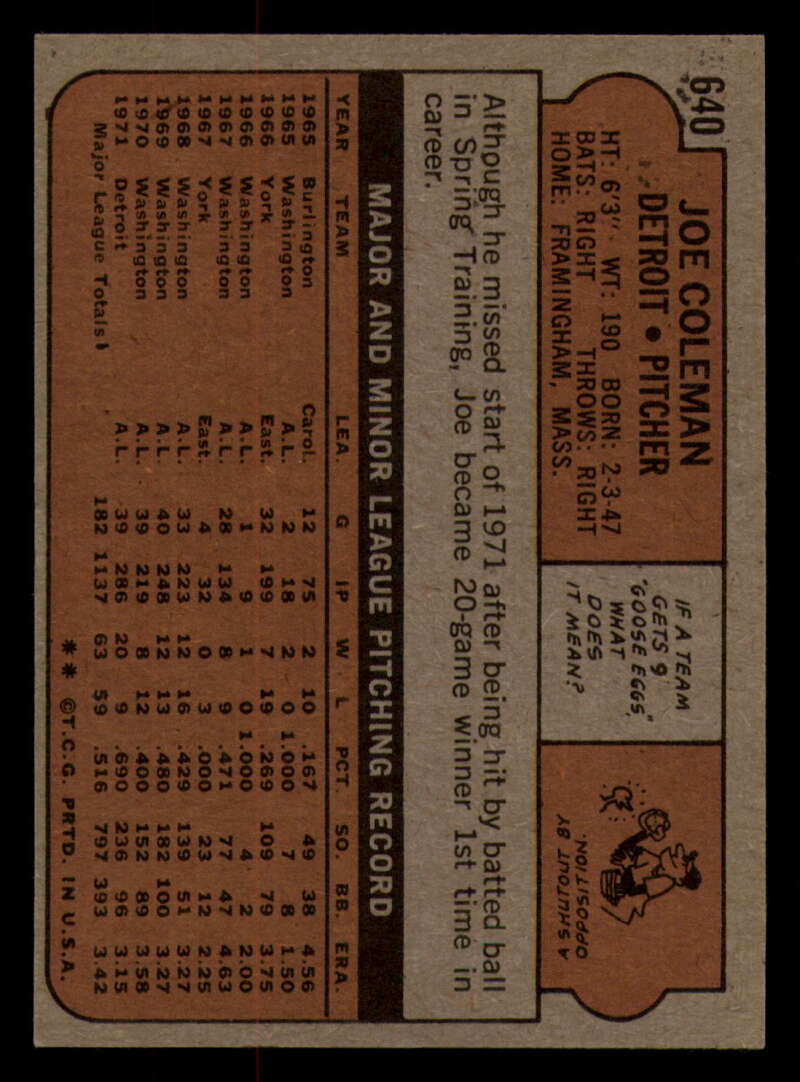 640
JOE COLEMAN
DETROIT • PITCHER
HT: 6'3" WT: 190 BORN: 2-3-47
BATS: RIGHT THROWS: RIGHT
HOME: FRAMINGHAM, MASS.
IF A TEAM
GETS 9
"GOOSE EGGS,"
WHAT
DOES
IT MEAN?
A SHUTOUT BY
OPPOSITION.
Although he missed start of 1971 after being hit by batted ball
in Spring Training, Joe became 20-game winner 1st time in
career.
MAJOR AND MINOR LEAGUE PITCHING RECORD
YEAR TEAM LEA. G IP W L PCT. SO. BB. ERA.
1965 Burlington Carol. 12 75 2 10 .167 49 38 4.56
1965 Washington A.L. 2 18 2 0 1.000 7 8 1.50
1966 York East. 32 199 7 19 .269 109 79 3.75
1966 Washington A.L. 1 9 1 0 1.000 4 2 2.00
1967 Washington A.L. 28 134 8 9 .471 77 47 4.63
1967 York East. 4 32 0 3 .000 23 12 2.25
1968 Washington A.L. 33 223 12 16 .429 139 51 3.27
1969 Washington A.L. 40 248 12 13 .480 182 100 3.27
1970 Washington A.L. 39 219 8 12 .400 152 89 3.58
1971 Detroit A.L. 39 286 20 9 .690 236 96 3.15
Major League Totals 182 1137 63 59 .516 797 393 3.42
** ©T.C.G. PRTD. IN U.S.A.